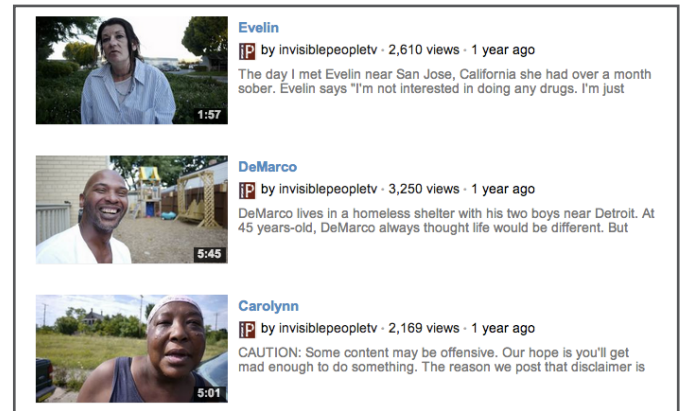 Evelin
iP by invisiblepeopletv · 2,610 views · 1 year ago
The day I met Evelin near San Jose, California she had over a month
sober. Evelin says "I'm not interested in doing any drugs. I'm just
1:57
DeMarco
iP by invisiblepeopletv · 3,250 views · 1 year ago
DeMarco lives in a homeless shelter with his two boys near Detroit. At
45 years-old, DeMarco always thought life would be different. But
5:45
Carolynn
iP by invisiblepeopletv · 2,169 views · 1 year ago
CAUTION: Some content may be offensive. Our hope is you'll get
mad enough to do something. The reason we post that disclaimer is
5:01